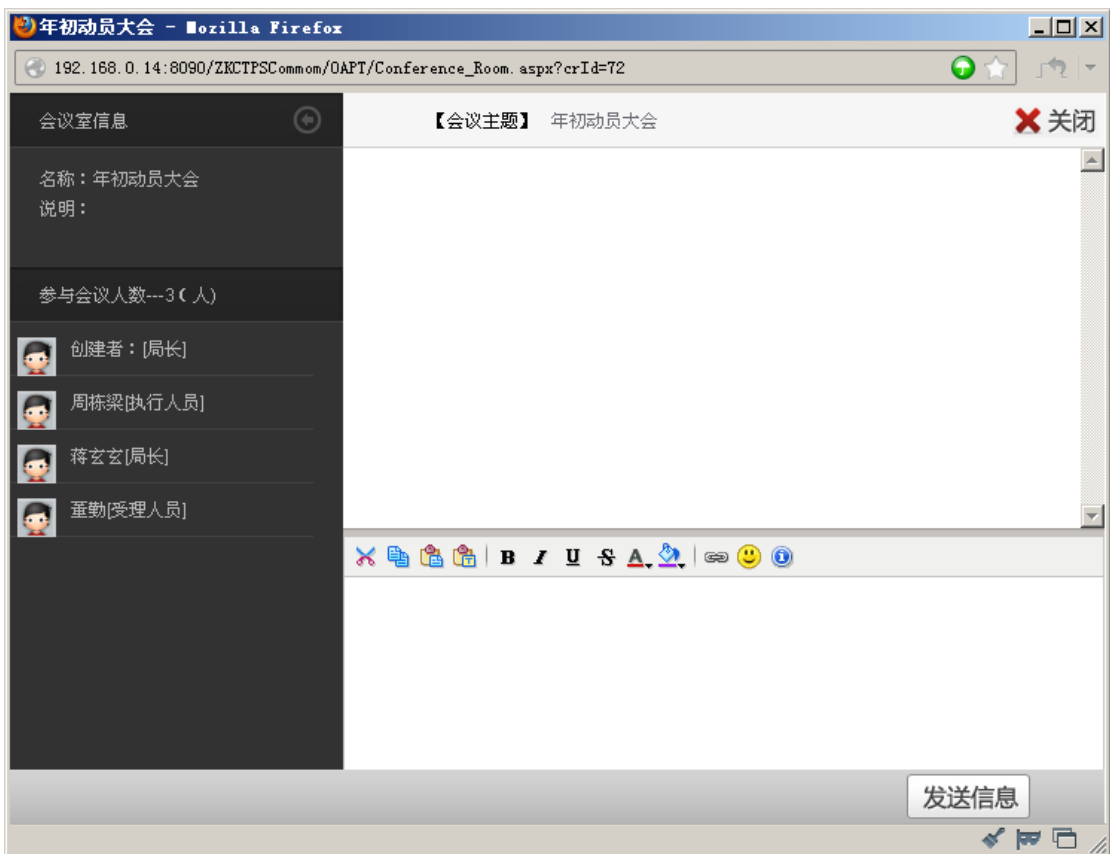 年初动员大会 - Mozilla Firefox
192.168.0.14:8090/ZKCTPSCommom/OAPT/Conference_Room.aspx?crId=72
会议室信息
【会议主题】 年初动员大会
关闭
名称：年初动员大会
说明：
参与会议人数---3( 人)
创建者：[局长]
周栋梁[执行人员]
蒋玄玄[局长]
董勤[受理人员]
B I U S A
发送信息